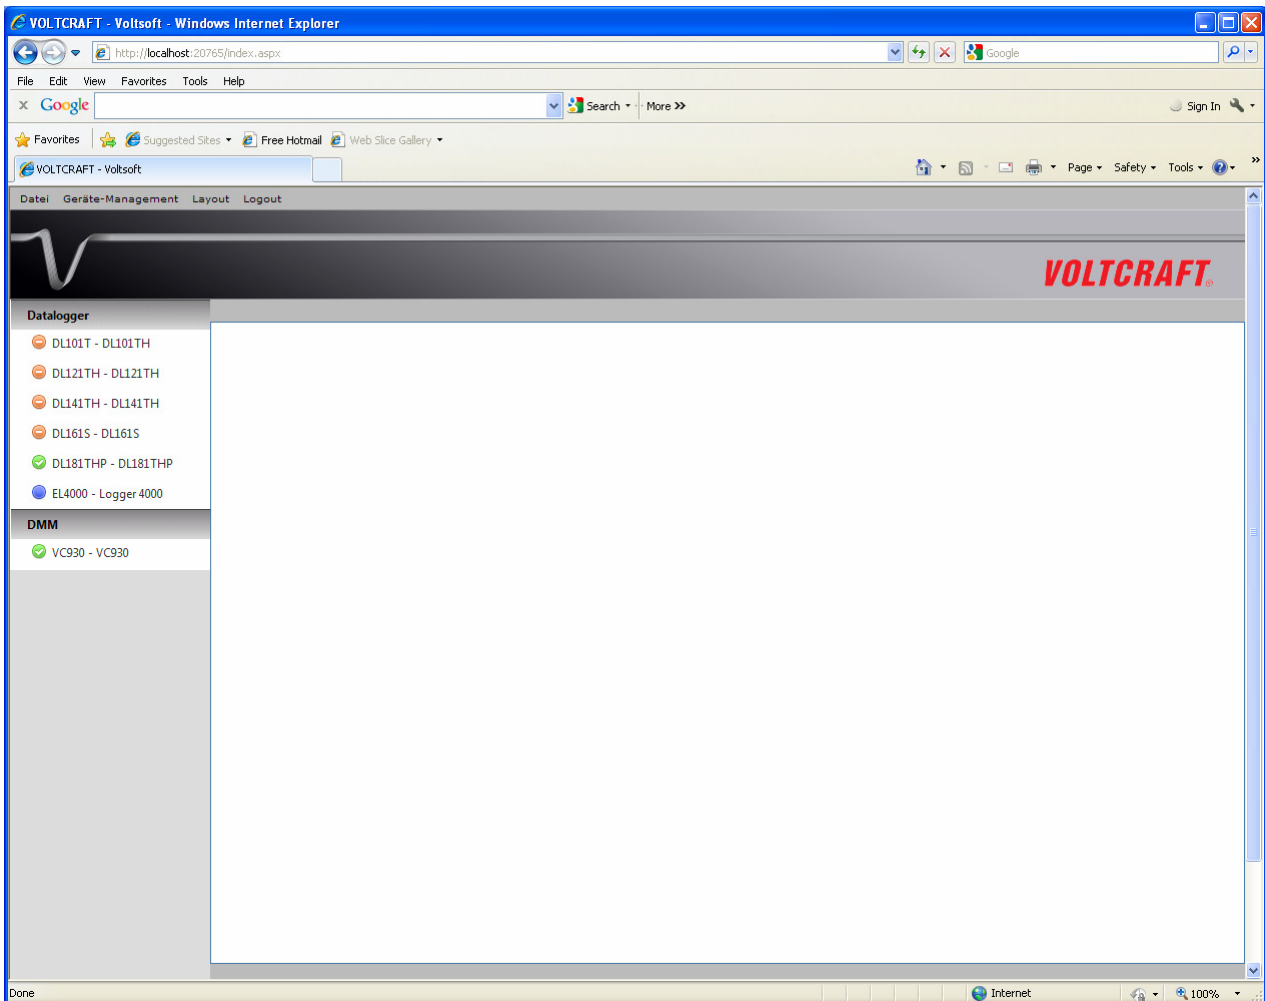 VOLTCRAFT - Voltsoft - Windows Internet Explorer
http://localhost:20765/index.aspx
Google
File Edit View Favorites Tools Help
x Google Search More >> Sign In
Favorites Suggested Sites Free Hotmail Web Slice Gallery
VOLTCRAFT - Voltsoft Page Safety Tools >>
Datei Geräte-Management Layout Logout
VOLTCRAFT®
Datalogger
DL101T - DL101TH
DL121TH - DL121TH
DL141TH - DL141TH
DL161S - DL161S
DL181THP - DL181THP
EL4000 - Logger 4000
DMM
VC930 - VC930
Done Internet 100%